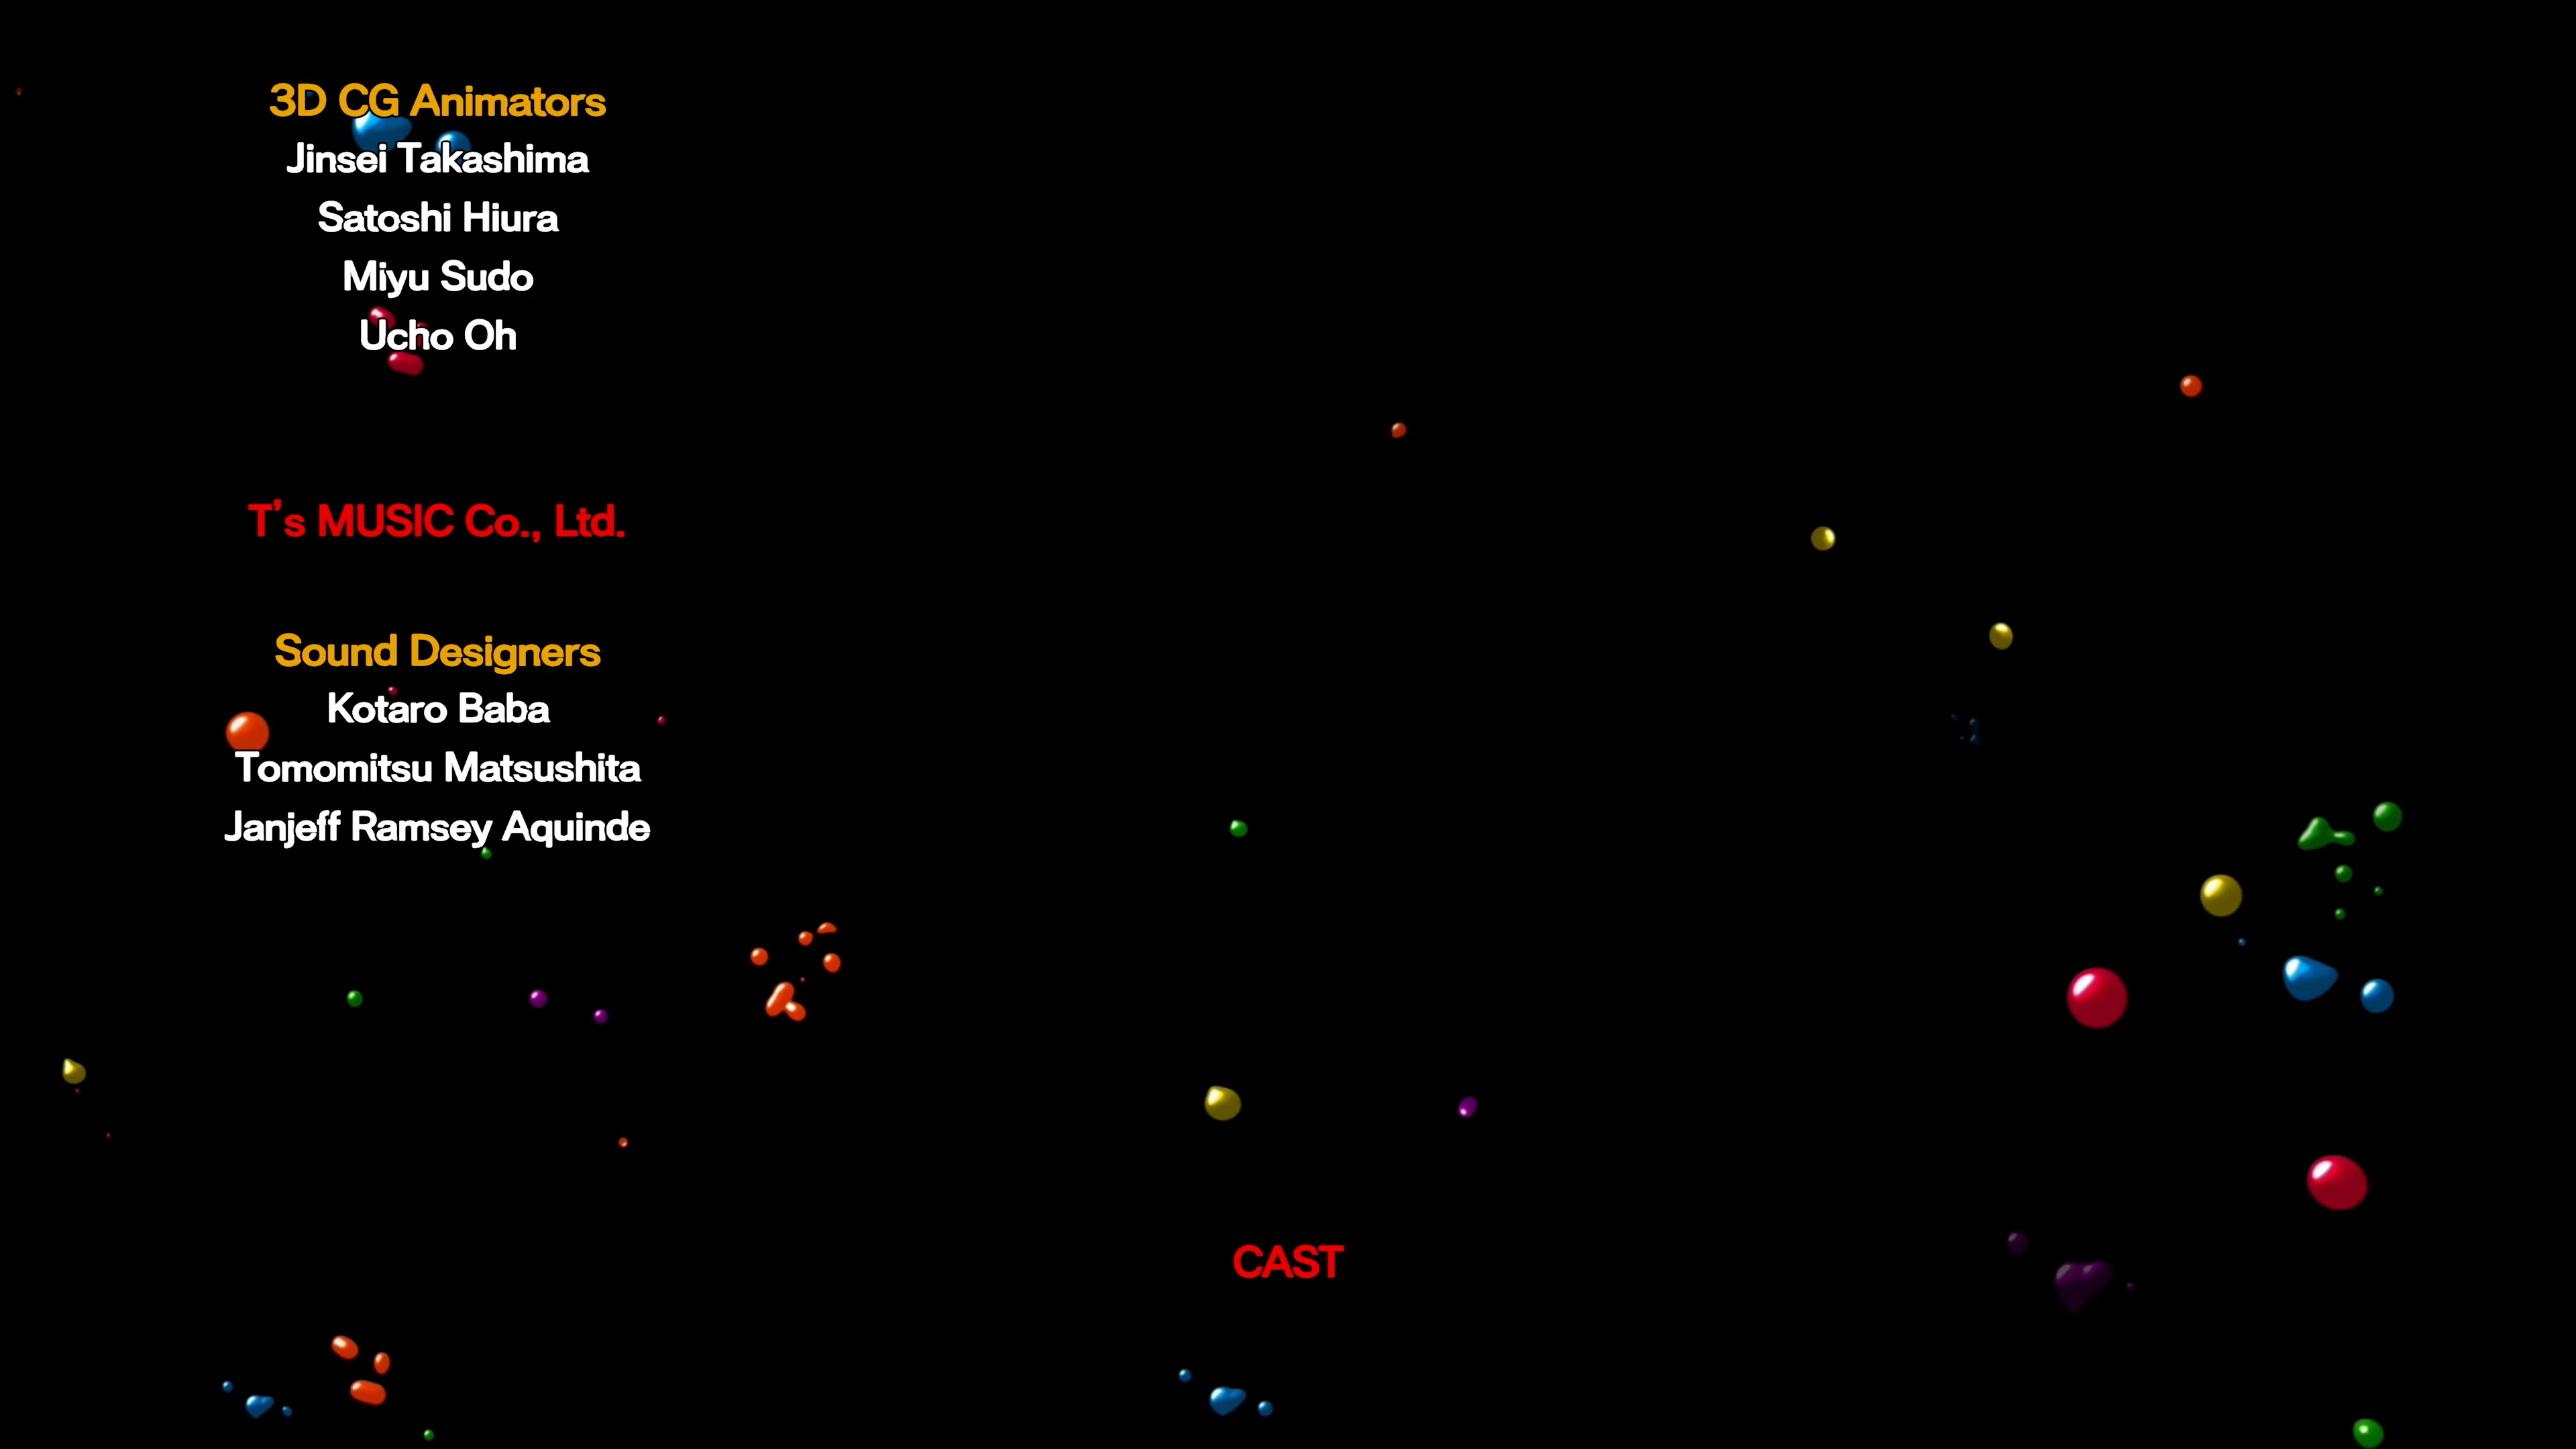 3D CG Animators
Jinsei Takashima
Satoshi Hiura
Miyu Sudo
Ucho Oh
T's MUSIC Co., Ltd.
Sound Designers
Kotaro Baba
Tomomitsu Matsushita
Janjeff Ramsey Aquinde
CAST